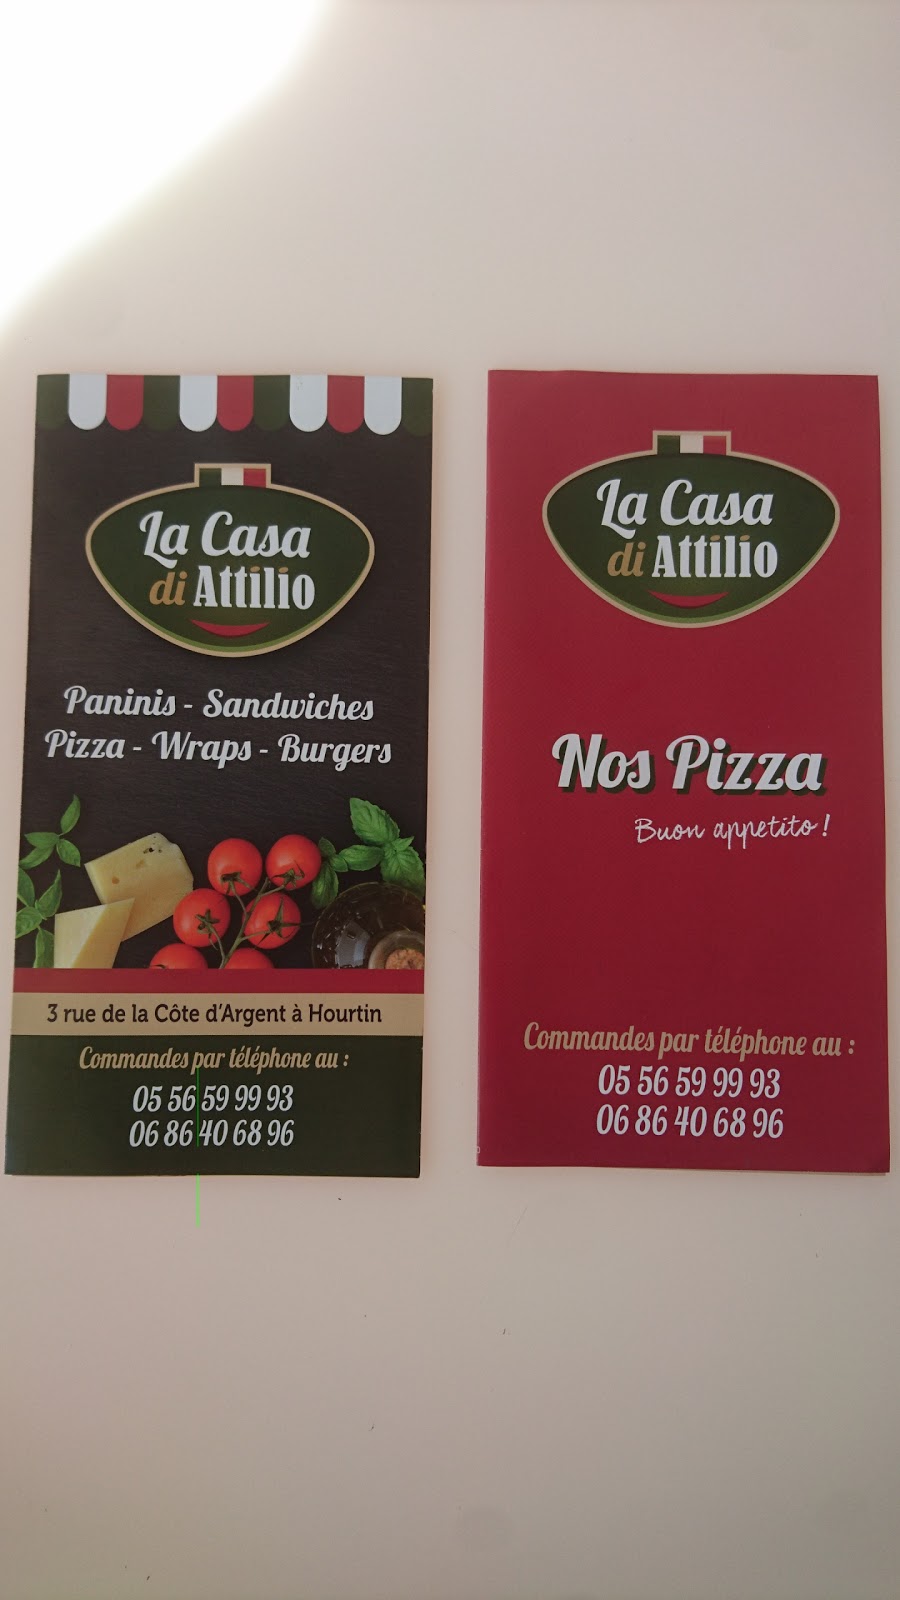 La Casa
di Attilio
Paninis - Sandwiches
Pizza - Wraps - Burgers
3 rue de la Côte d'Argent à Hourtin
Commandes par téléphone au :
05 56 59 99 93
06 86 40 68 96
La Casa
di Attilio
Nos Pizza
Buon appetito !
Commandes par téléphone au :
05 56 59 99 93
06 86 40 68 96